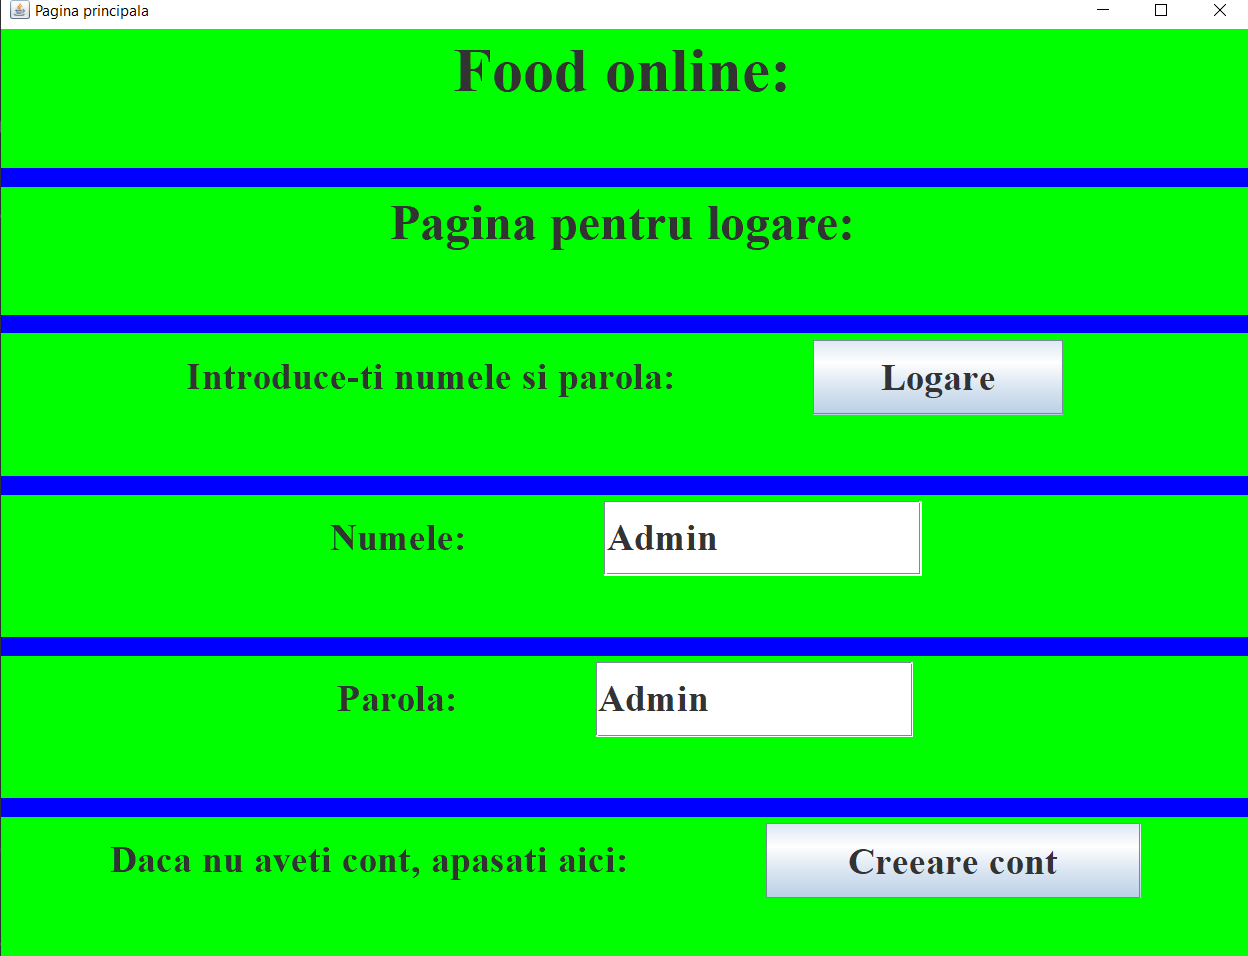 Pagina principala
Food online:
Pagina pentru logare:
Introduce-ti numele si parola:
Logare
Numele:
Admin
Parola:
Admin
Daca nu aveti cont, apasati aici:
Creeare cont